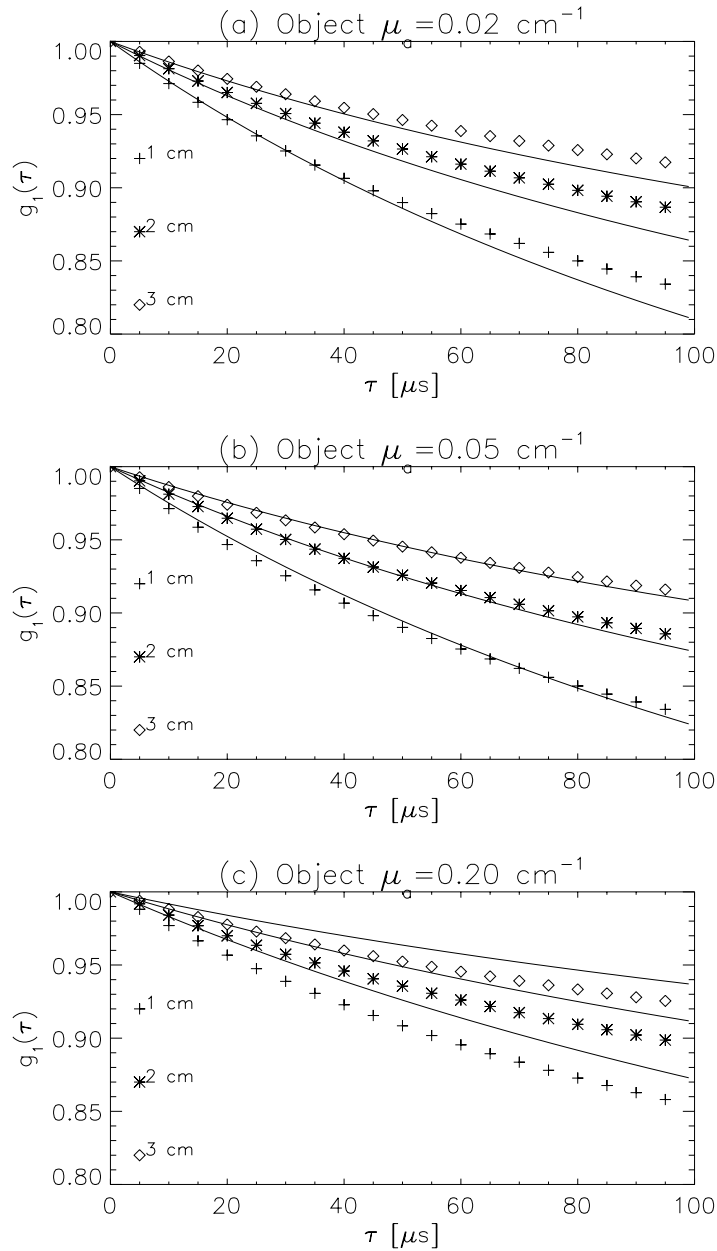 (a) Object μa=0.02 cm⁻¹
1.00
0.95
0.90
0.85
0.80
g₁(τ)
1 cm
2 cm
3 cm
0 20 40 60 80 100
τ [μs]
(b) Object μa=0.05 cm⁻¹
1.00
0.95
0.90
0.85
0.80
g₁(τ)
1 cm
2 cm
3 cm
0 20 40 60 80 100
τ [μs]
(c) Object μa=0.20 cm⁻¹
1.00
0.95
0.90
0.85
0.80
g₁(τ)
1 cm
2 cm
3 cm
0 20 40 60 80 100
τ [μs]